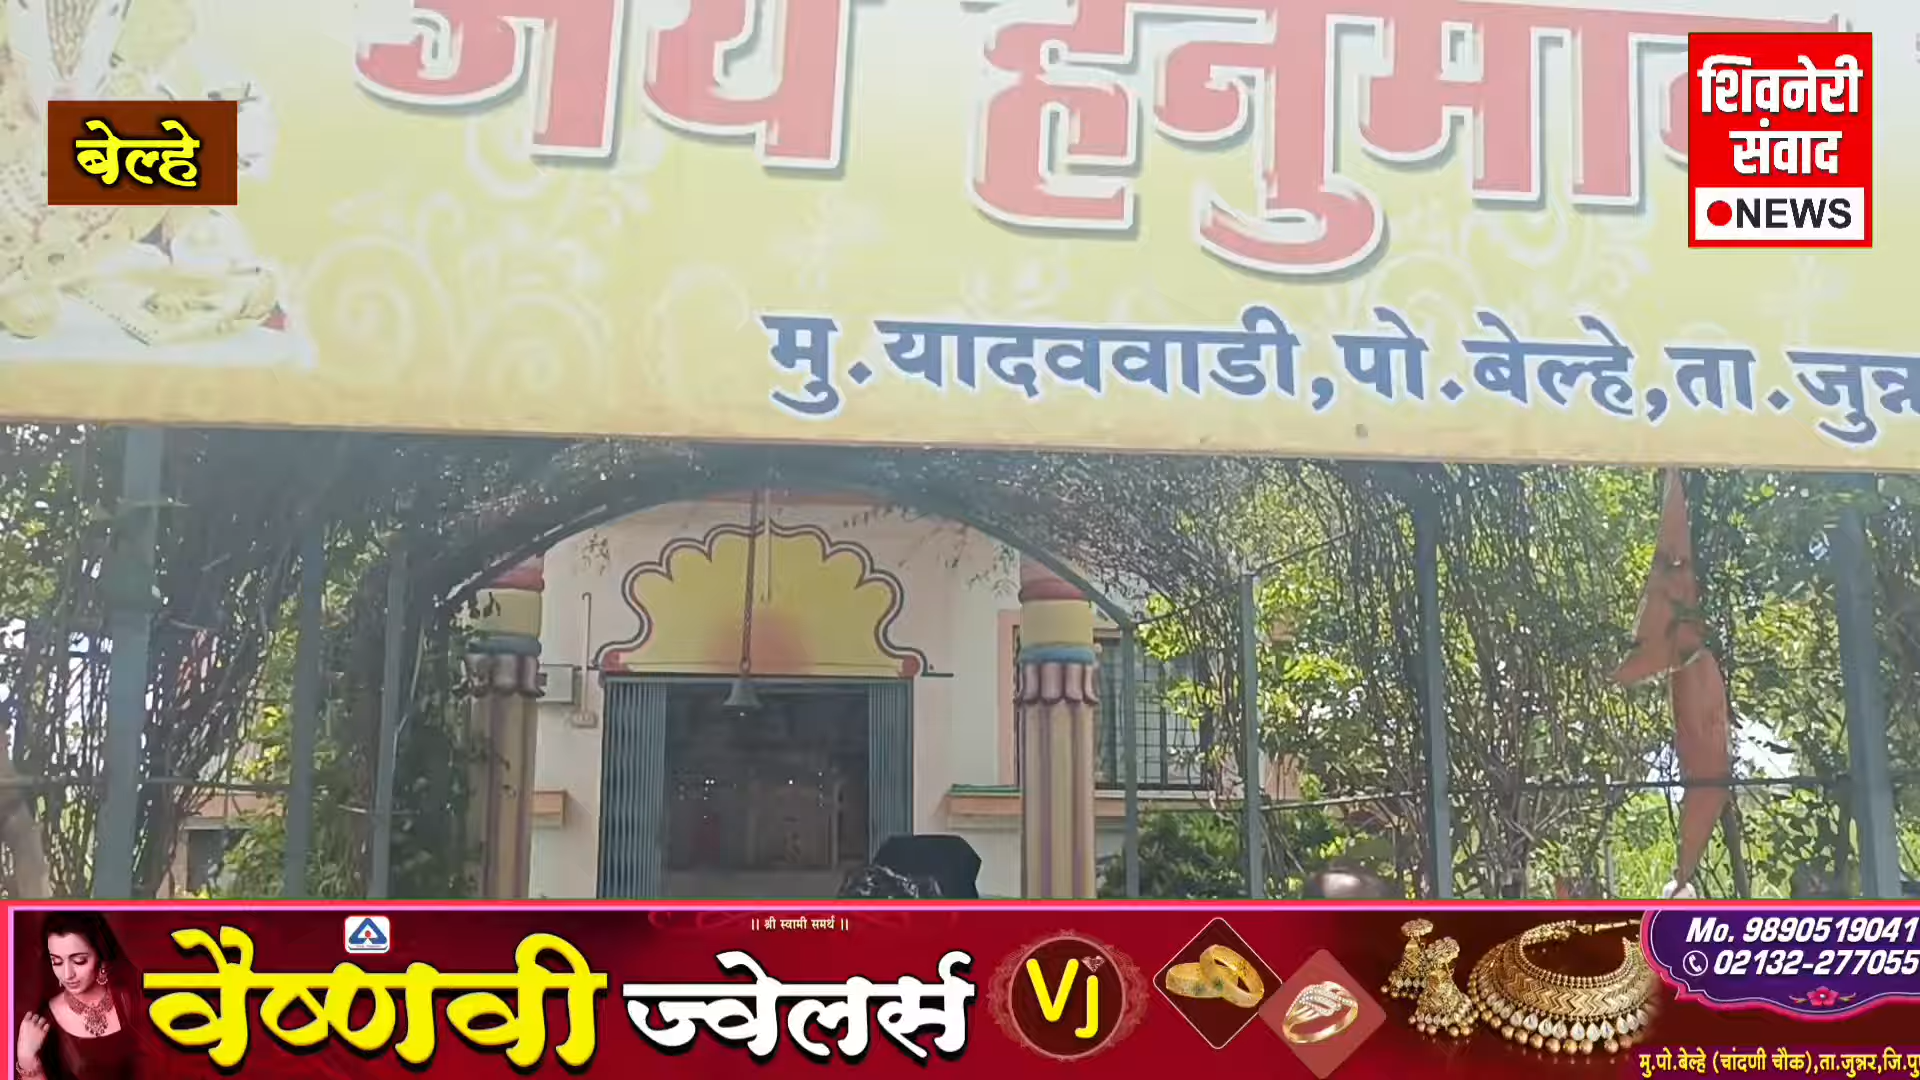 जय हनुमान
बेल्हे
शिवनेरी
संवाद
NEWS
मु.यादववाडी,पो.बेल्हे,ता.जुन्न
|| श्री स्वामी समर्थ ||
वैष्णवी ज्वेलर्स
VJ
Mo. 9890519041
02132-277055
मु.पो.बेल्हे (चांदणी चौक),ता.जुन्नर,जि.पु